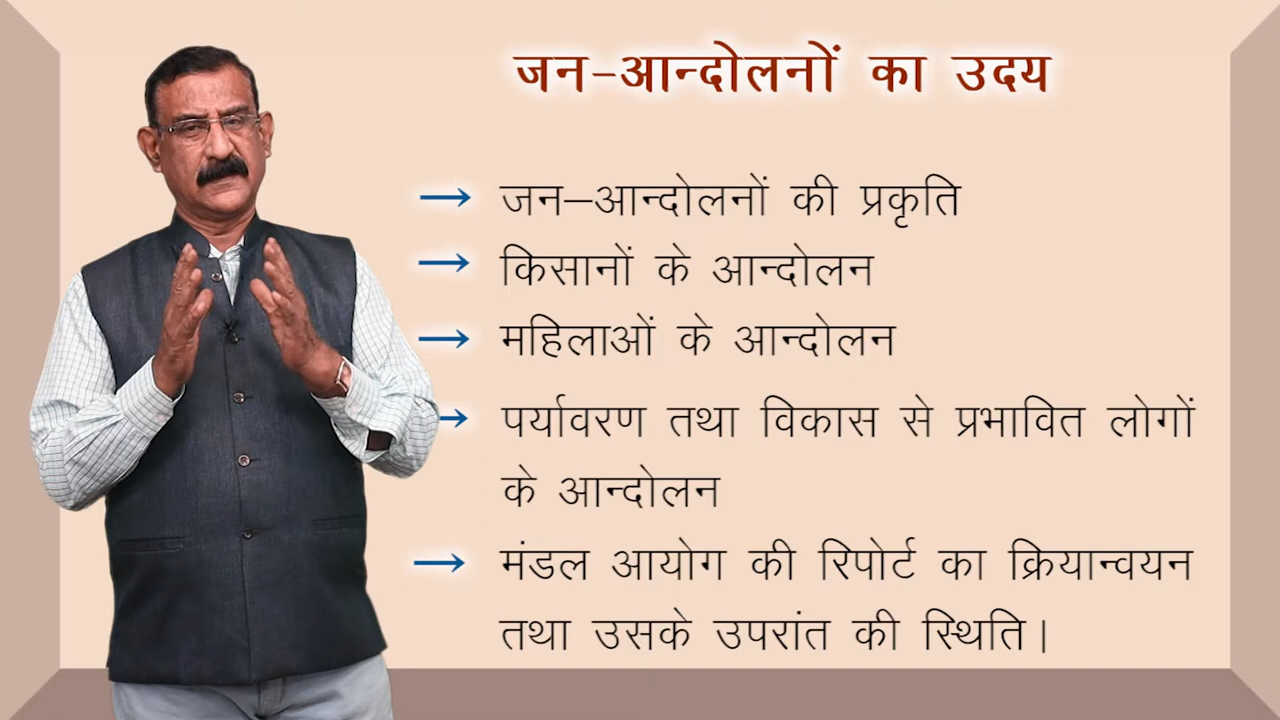 जन-आन्दोलनों का उदय
→ जन–आन्दोलनों की प्रकृति
→ किसानों के आन्दोलन
→ महिलाओं के आन्दोलन
→ पर्यावरण तथा विकास से प्रभावित लोगों
के आन्दोलन
→ मंडल आयोग की रिपोर्ट का क्रियान्वयन
तथा उसके उपरांत की स्थिति।